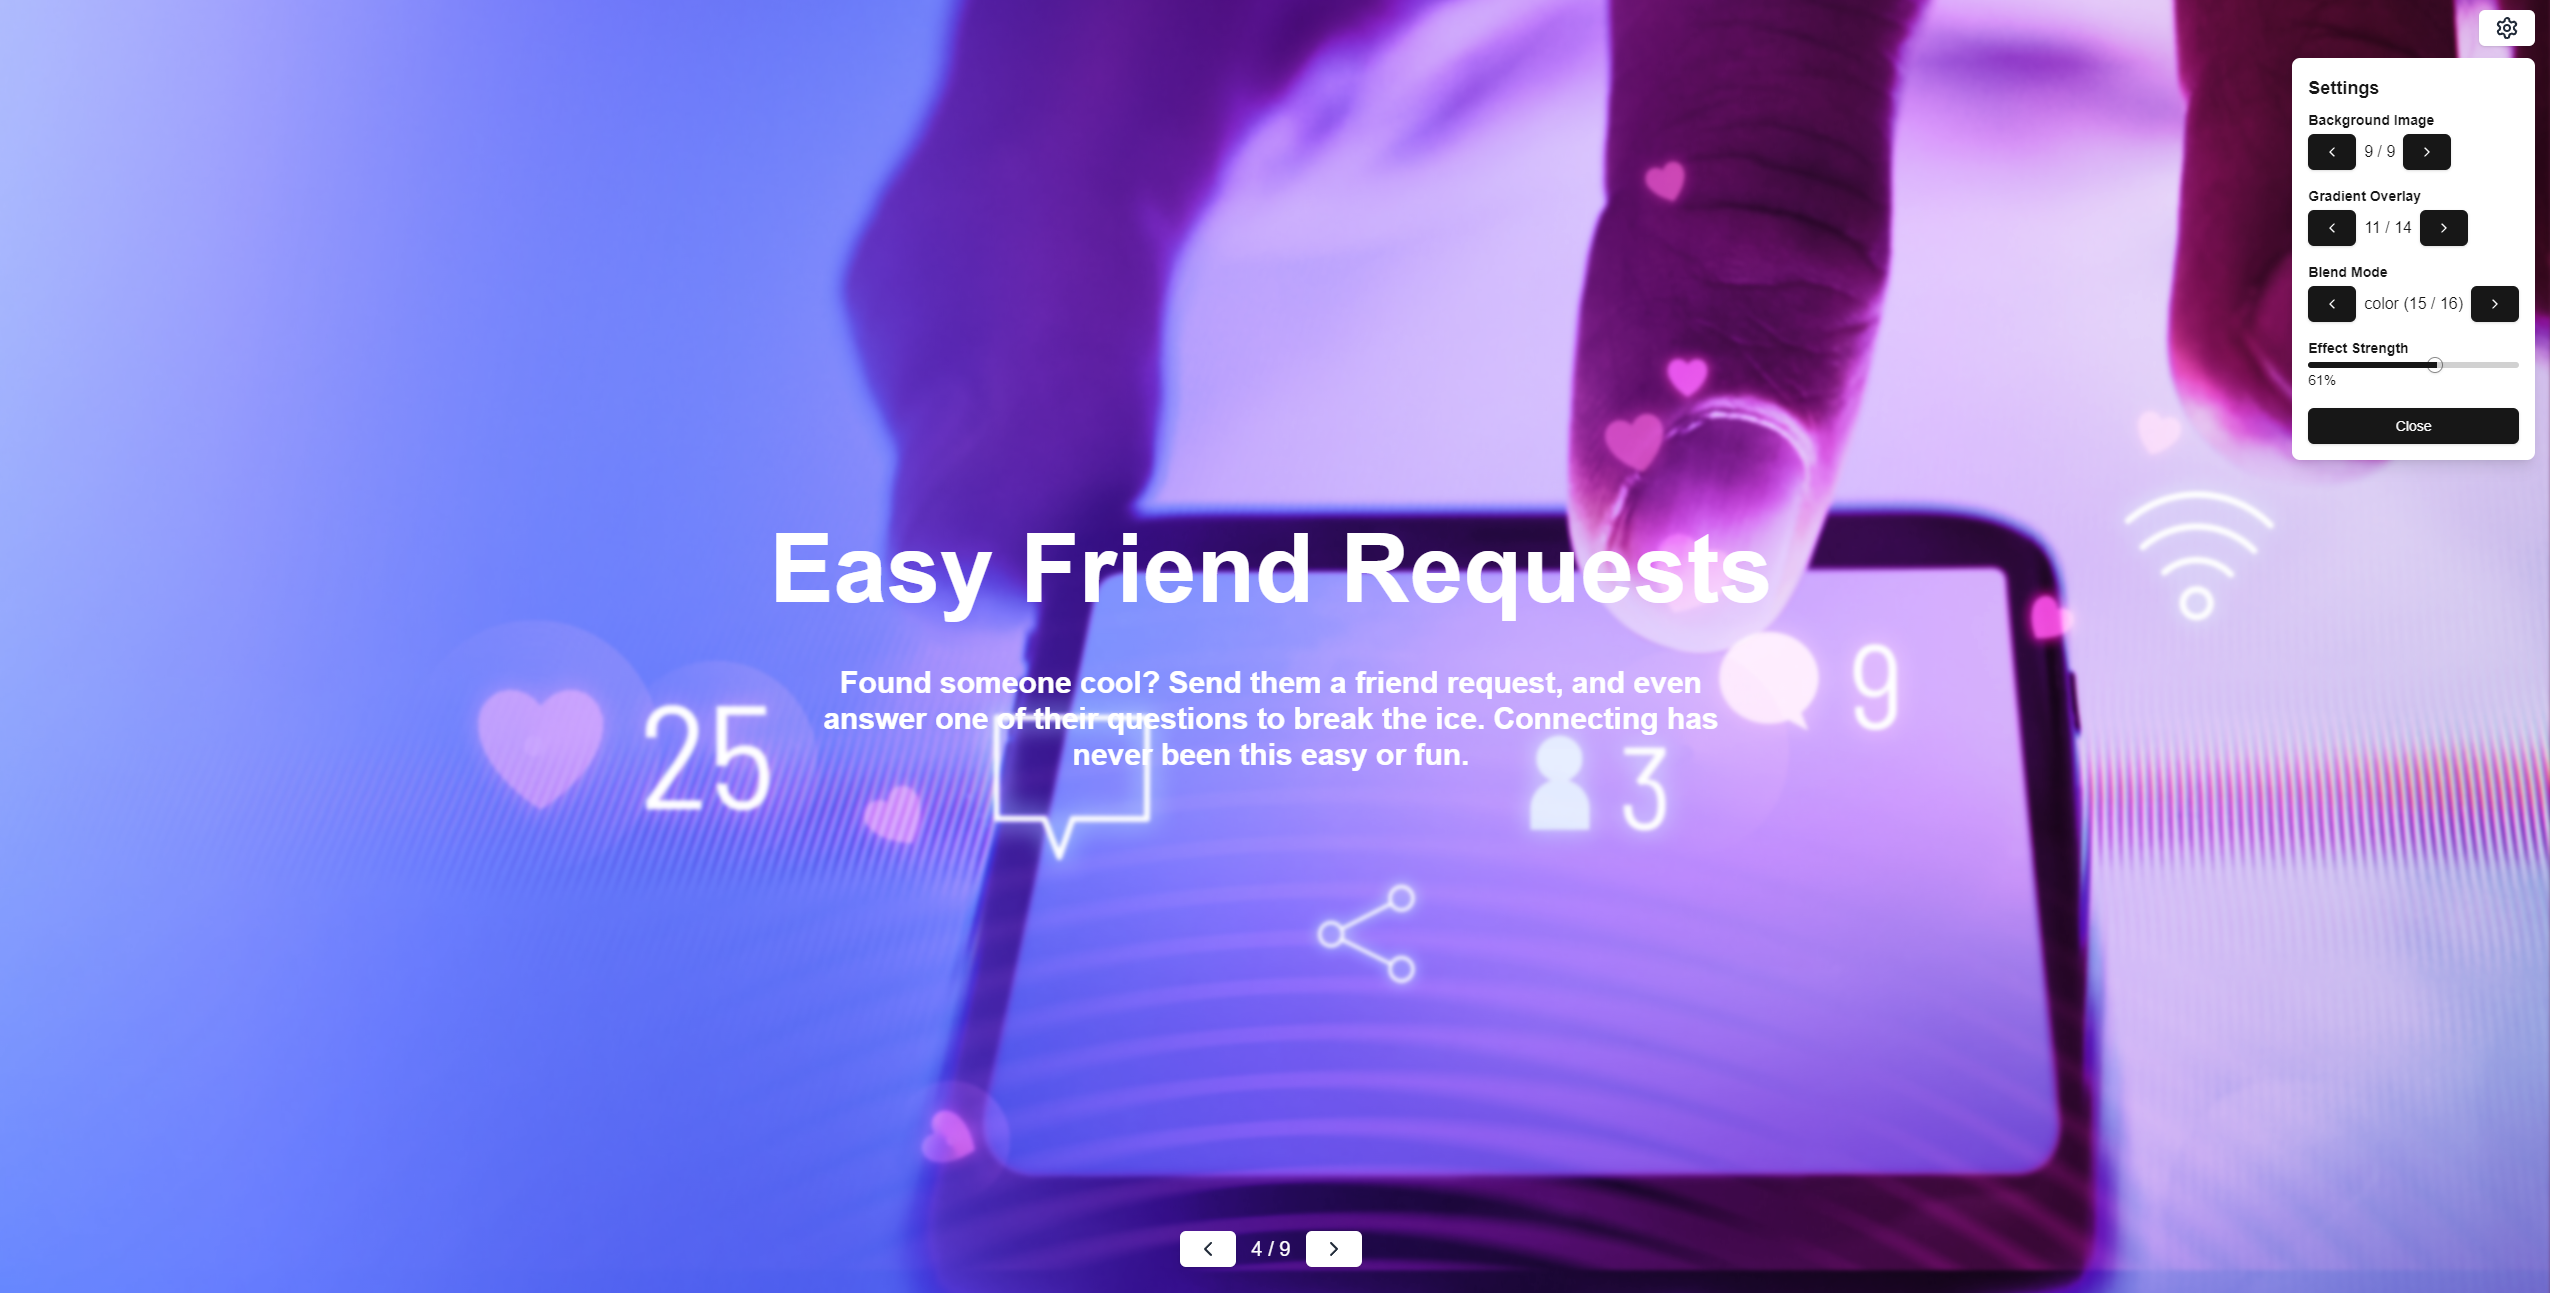 Settings
Background Image
9 / 9
Gradient Overlay
11 / 14
Blend Mode
color (15 / 16)
Effect Strength
61%
Close
Easy Friend Requests
Found someone cool? Send them a friend request, and even
answer one of their questions to break the ice. Connecting has
never been this easy or fun.
9
25
3
4 / 9